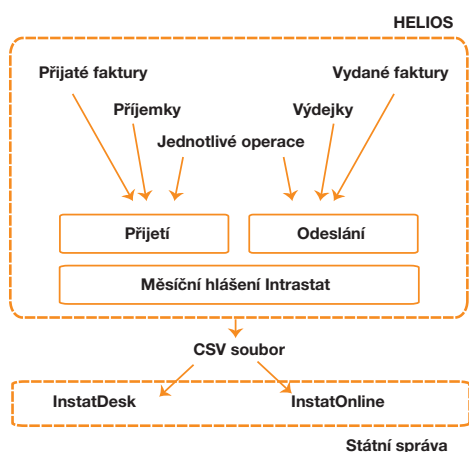 HELIOS
Přijaté faktury
Vydané faktury
Příjemky
Výdejky
Jednotlivé operace
Přijetí
Odeslání
Měsíční hlášení Intrastat
CSV soubor
InstatDesk
InstatOnline
Státní správa